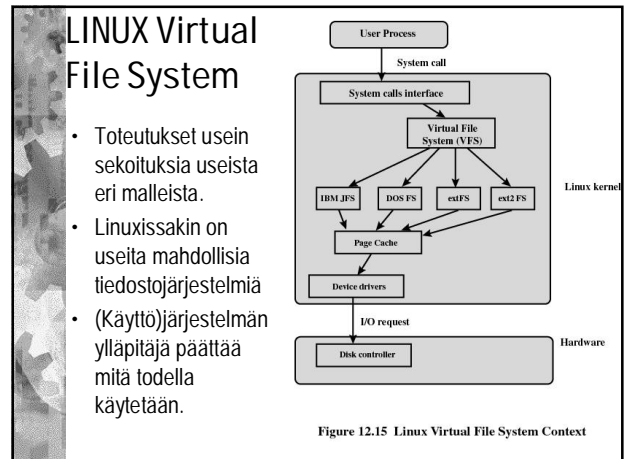 LINUX Virtual
File System
• Toteutukset usein
sekoituksia useista
eri malleista.
• Linuxissakin on
useita mahdollisia
tiedostojärjestelmiä
• (Käyttö)järjestelmän
ylläpitäjä päättää
mitä todella
käytetään.
User Process
System call
System calls interface
Virtual File
System (VFS)
IBM JFS
DOS FS
extFS
ext2 FS
Linux kernel
Page Cache
Device drivers
I/O request
Hardware
Disk controller
Figure 12.15 Linux Virtual File System Context